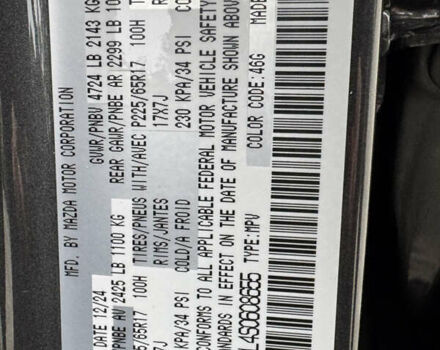 MFD. BY MAZDA MOTOR CORPORATION
DATE 12/24 GVWR/PNBV 4724 LB 2143 KG
PNBE AV 2425 LB 1100 KG REAR GAWR/PNBE AR 2299 LB
65R17 100H TIRES/PNEUS WITH/AVEC P225/65R17 100H
7J RIMS/JANTES 17X7J
KPA/34 PSI COLD/A FROID 230 KPA/34 PSI
CONFORMS TO ALL APPLICABLE FEDERAL MOTOR VEHICLE SAFETY
STANDARDS IN EFFECT ON THE DATE OF MANUFACTURE SHOWN ABOVE
L4S0608655 TYPE:MPV COLOR CODE:46G MADE